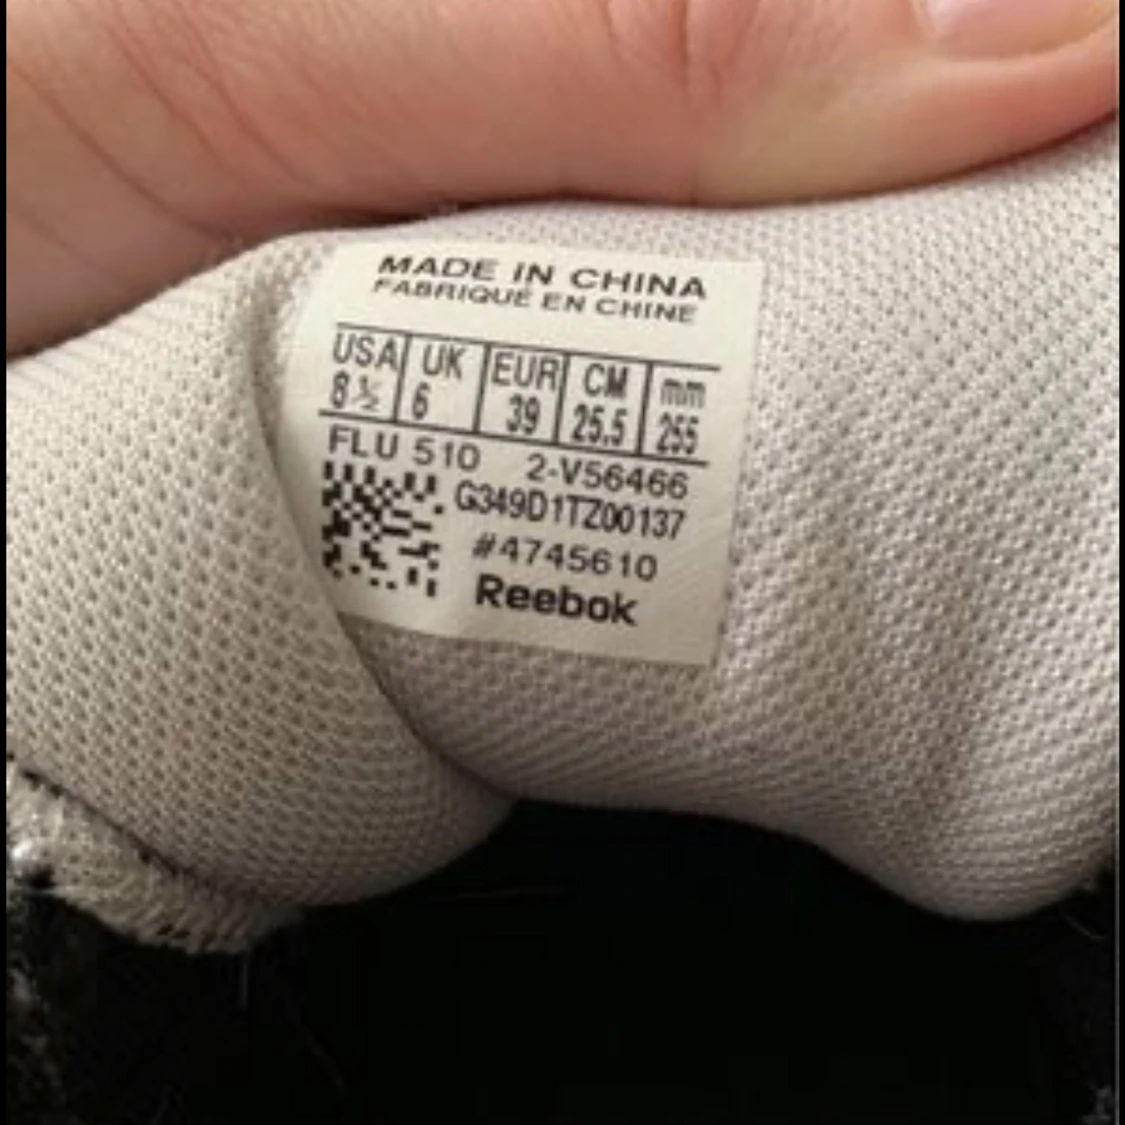 MADE IN CHINA
FABRIQUÉ EN CHINE
USA UK EUR CM mm
8½ 6 39 25.5 255
FLU 510 2-V56466
G349D1TZ00137
#4745610
Reebok